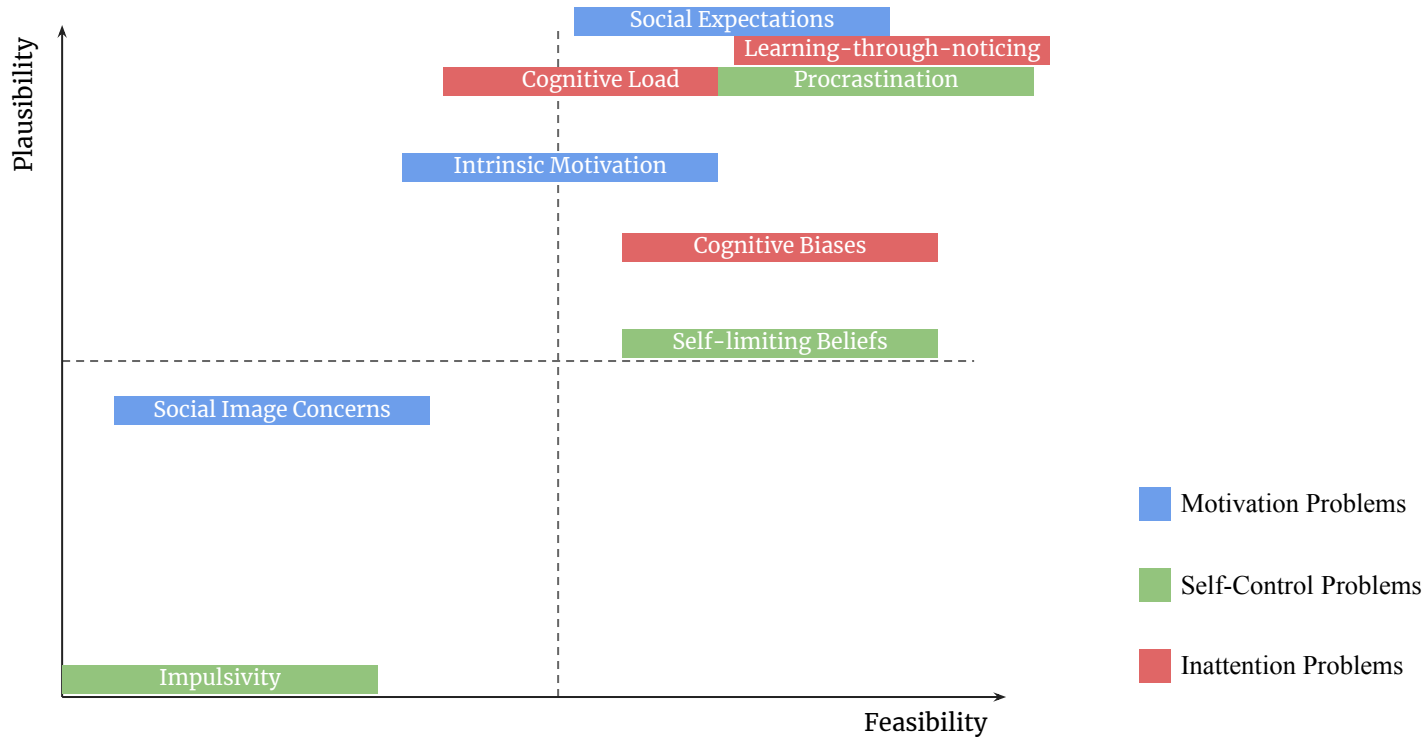 Social Expectations
Learning-through-noticing
Cognitive Load
Procrastination
Plausibility
Intrinsic Motivation
Cognitive Biases
Self-limiting Beliefs
Social Image Concerns
Motivation Problems
Self-Control Problems
Inattention Problems
Impulsivity
Feasibility